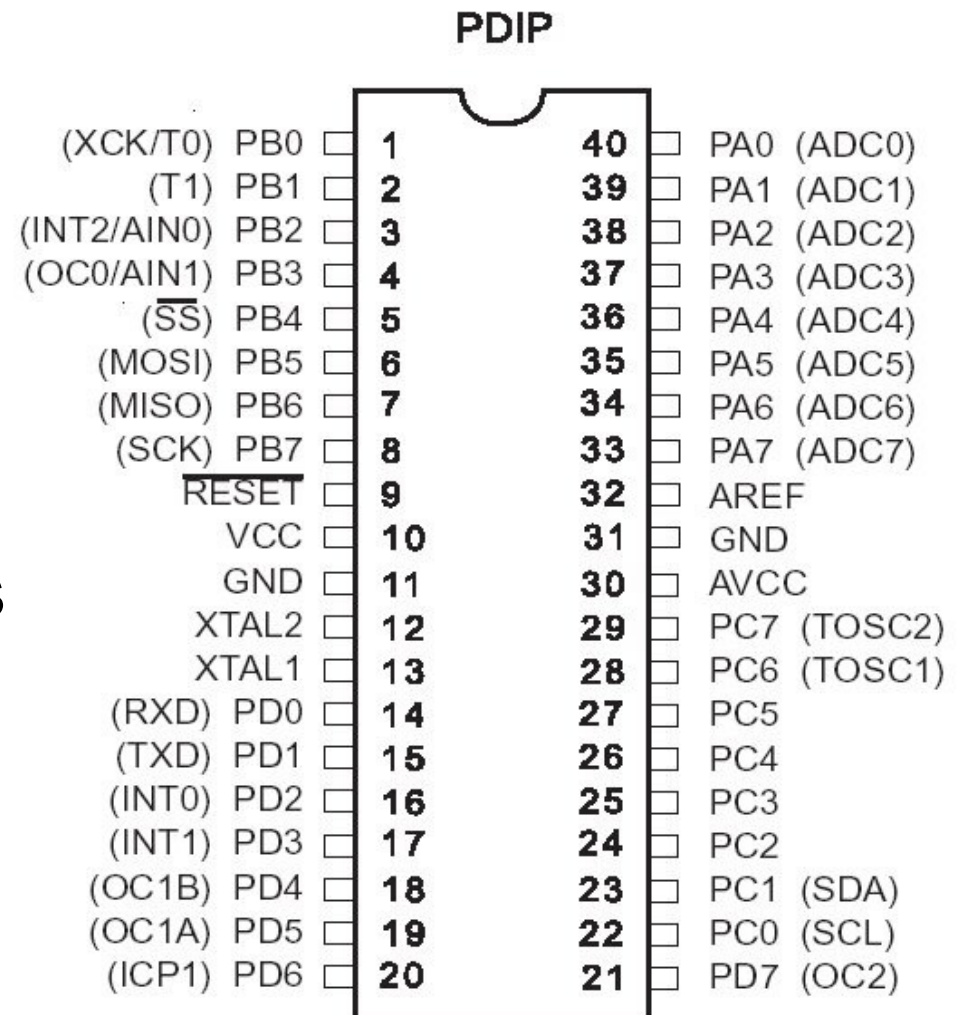 PDIP
(XCK/T0) PB0 1 40 PA0 (ADC0)
(T1) PB1 2 39 PA1 (ADC1)
(INT2/AIN0) PB2 3 38 PA2 (ADC2)
(OC0/AIN1) PB3 4 37 PA3 (ADC3)
(SS) PB4 5 36 PA4 (ADC4)
(MOSI) PB5 6 35 PA5 (ADC5)
(MISO) PB6 7 34 PA6 (ADC6)
(SCK) PB7 8 33 PA7 (ADC7)
RESET 9 32 AREF
VCC 10 31 GND
GND 11 30 AVCC
XTAL2 12 29 PC7 (TOSC2)
XTAL1 13 28 PC6 (TOSC1)
(RXD) PD0 14 27 PC5
(TXD) PD1 15 26 PC4
(INT0) PD2 16 25 PC3
(INT1) PD3 17 24 PC2
(OC1B) PD4 18 23 PC1 (SDA)
(OC1A) PD5 19 22 PC0 (SCL)
(ICP1) PD6 20 21 PD7 (OC2)